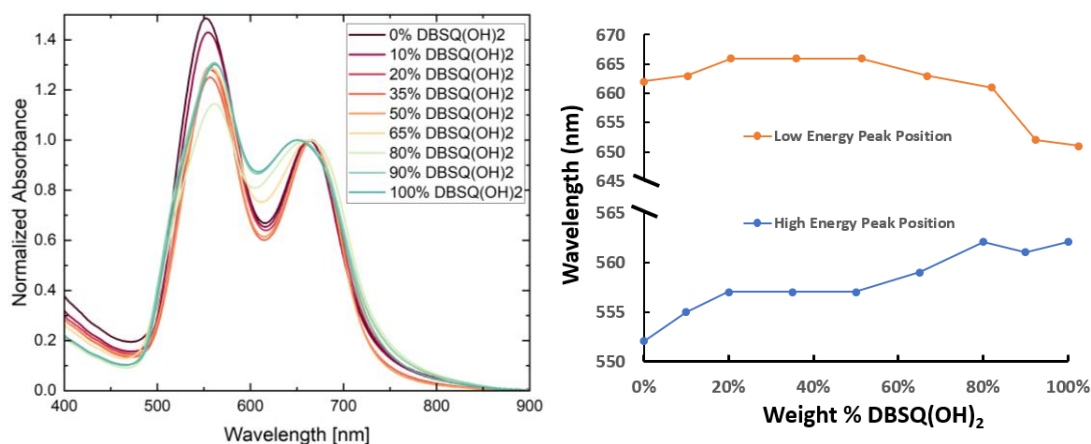 1.4
1.2
1.0
0.8
0.6
0.4
0.2
0.0
Normalized Absorbance
400
500
600
700
800
900
Wavelength [nm]
0% DBSQ(OH)2
10% DBSQ(OH)2
20% DBSQ(OH)2
35% DBSQ(OH)2
50% DBSQ(OH)2
65% DBSQ(OH)2
80% DBSQ(OH)2
90% DBSQ(OH)2
100% DBSQ(OH)2
670
665
660
655
650
645
565
560
555
550
Wavelength (nm)
Low Energy Peak Position
High Energy Peak Position
0%
20%
40%
60%
80%
100%
Weight % DBSQ(OH)₂